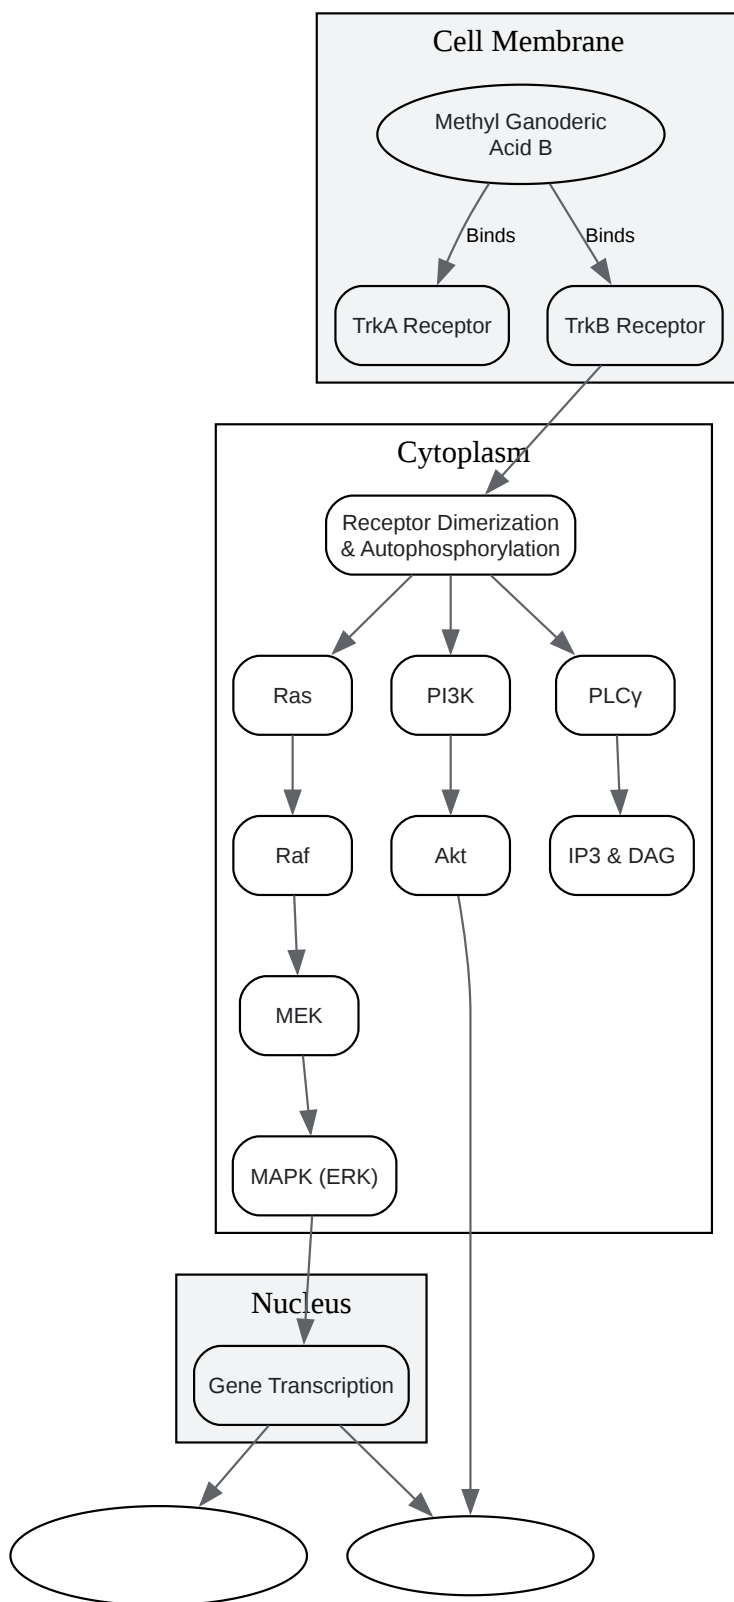 Cell Membrane
Methyl Ganoderic
Acid B
Binds
Binds
TrkA Receptor
TrkB Receptor
Cytoplasm
Receptor Dimerization
& Autophosphorylation
Ras
PI3K
PLCγ
Raf
Akt
IP3 & DAG
MEK
MAPK (ERK)
Nucleus
Gene Transcription